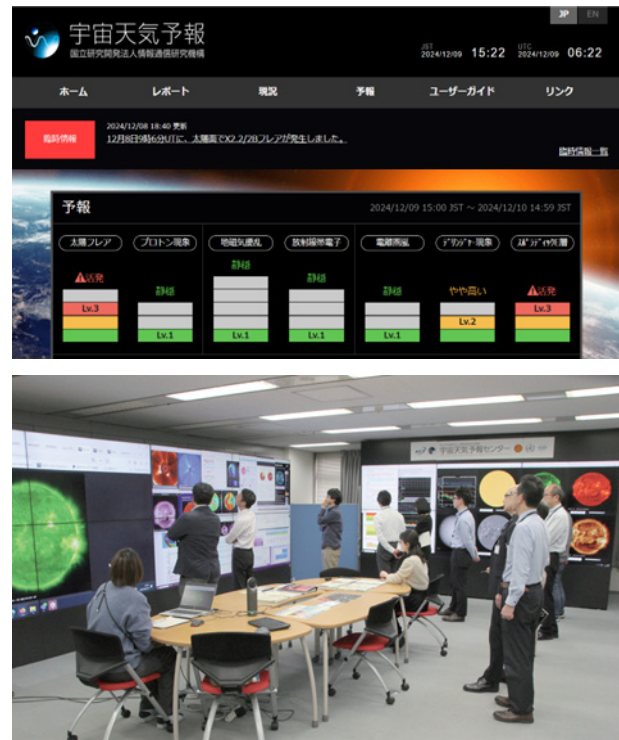 JP EN
宇宙天気予報
国立研究開発法人情報通信研究機構
JST
2024/12/09 15:22
UTC
2024/12/09 06:22
ホーム レポート 現況 予報 ユーザーガイド リンク
臨時情報
2024/12/08 18:40 更新
12月8日9時6分UTに、太陽面でX2.2/2Bフレアが発生しました。
臨時情報一覧
予報
2024/12/09 15:00 JST ~ 2024/12/10 14:59 JST
太陽フレア プロトン現象 地磁気擾乱 放射線帯電子 電離圏嵐 デリンジャー現象 スポラディックE層
活発 静穏 静穏 静穏 静穏 やや高い 活発
Lv.3 Lv.1 Lv.1 Lv.1 Lv.1 Lv.2 Lv.3
宇宙天気予報センター